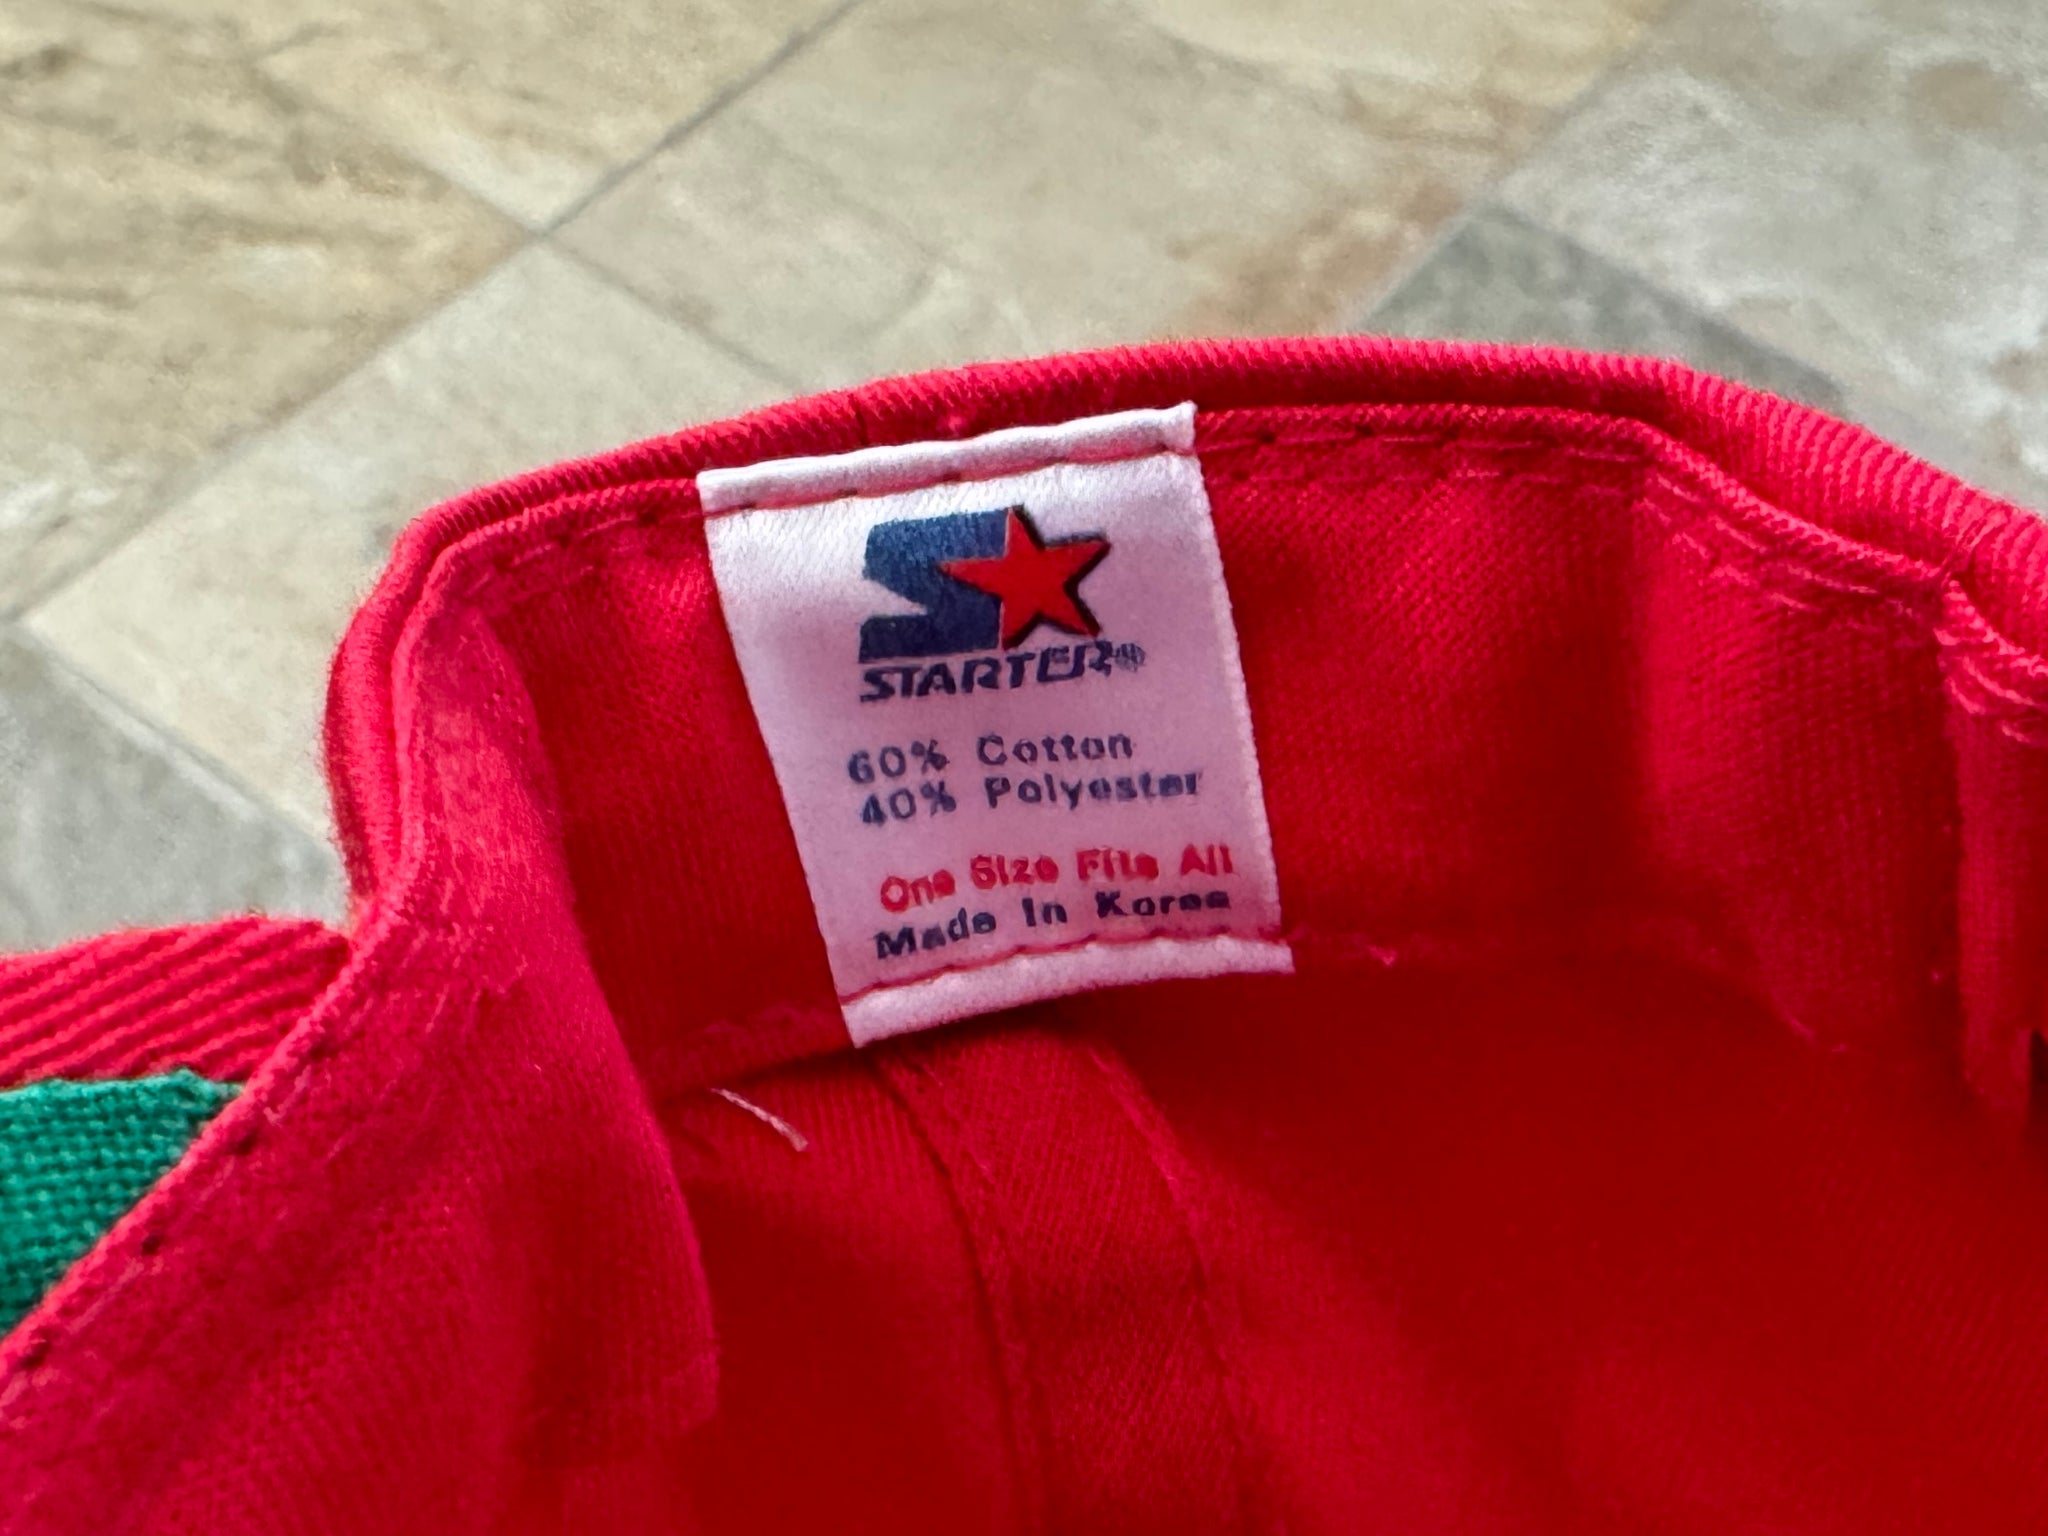 STARTER®
60% Cotton
40% Polyester
One Size Fits All
Made In Korea